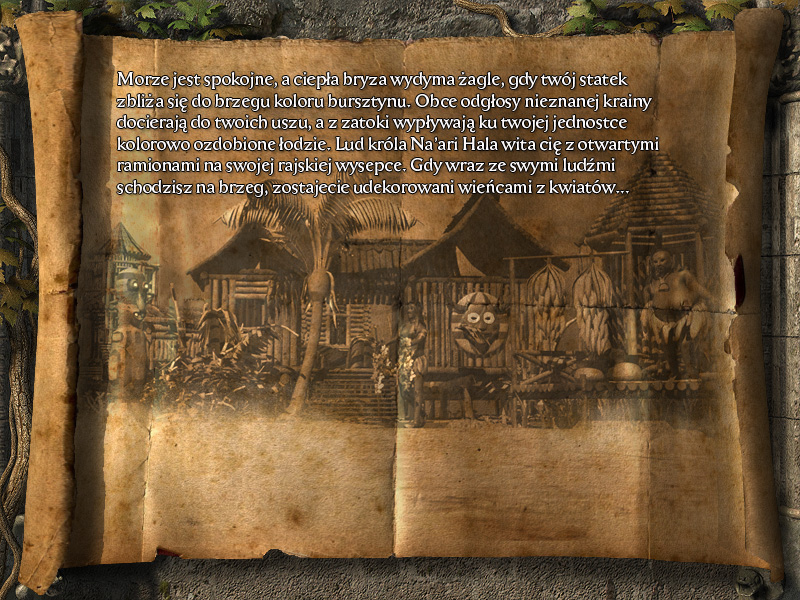 Morze jest spokojne, a ciepła bryza wydyma żagle, gdy twój statek
zbliża się do brzegu koloru bursztynu. Obce odgłosy nieznanej krainy
docierają do twoich uszu, a z zatoki wypływają ku twojej jednostce
kolorowo ozdobione łodzie. Lud króla Na'ari Hala wita cię z otwartymi
ramionami na swojej rajskiej wysepce. Gdy wraz ze swymi ludźmi
schodzisz na brzeg, zostajecie udekorowani wieńcami z kwiatów...